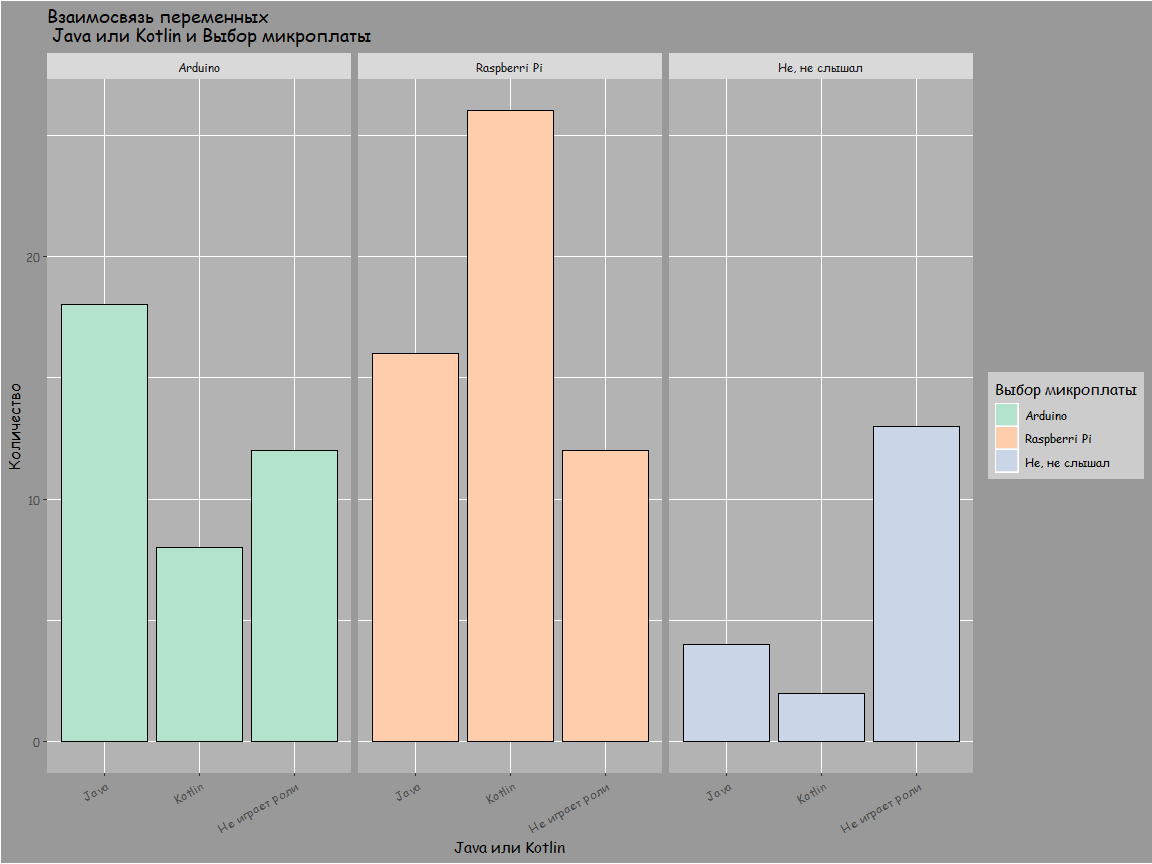 Взаимосвязь переменных
Java или Kotlin и Выбор микроплаты
Arduino
Raspberri Pi
Не, не слышал
Количество
20
10
0
Java
Kotlin
Не играет роли
Java
Kotlin
Не играет роли
Java
Kotlin
Не играет роли
Java или Kotlin
Выбор микроплаты
Arduino
Raspberri Pi
Не, не слышал